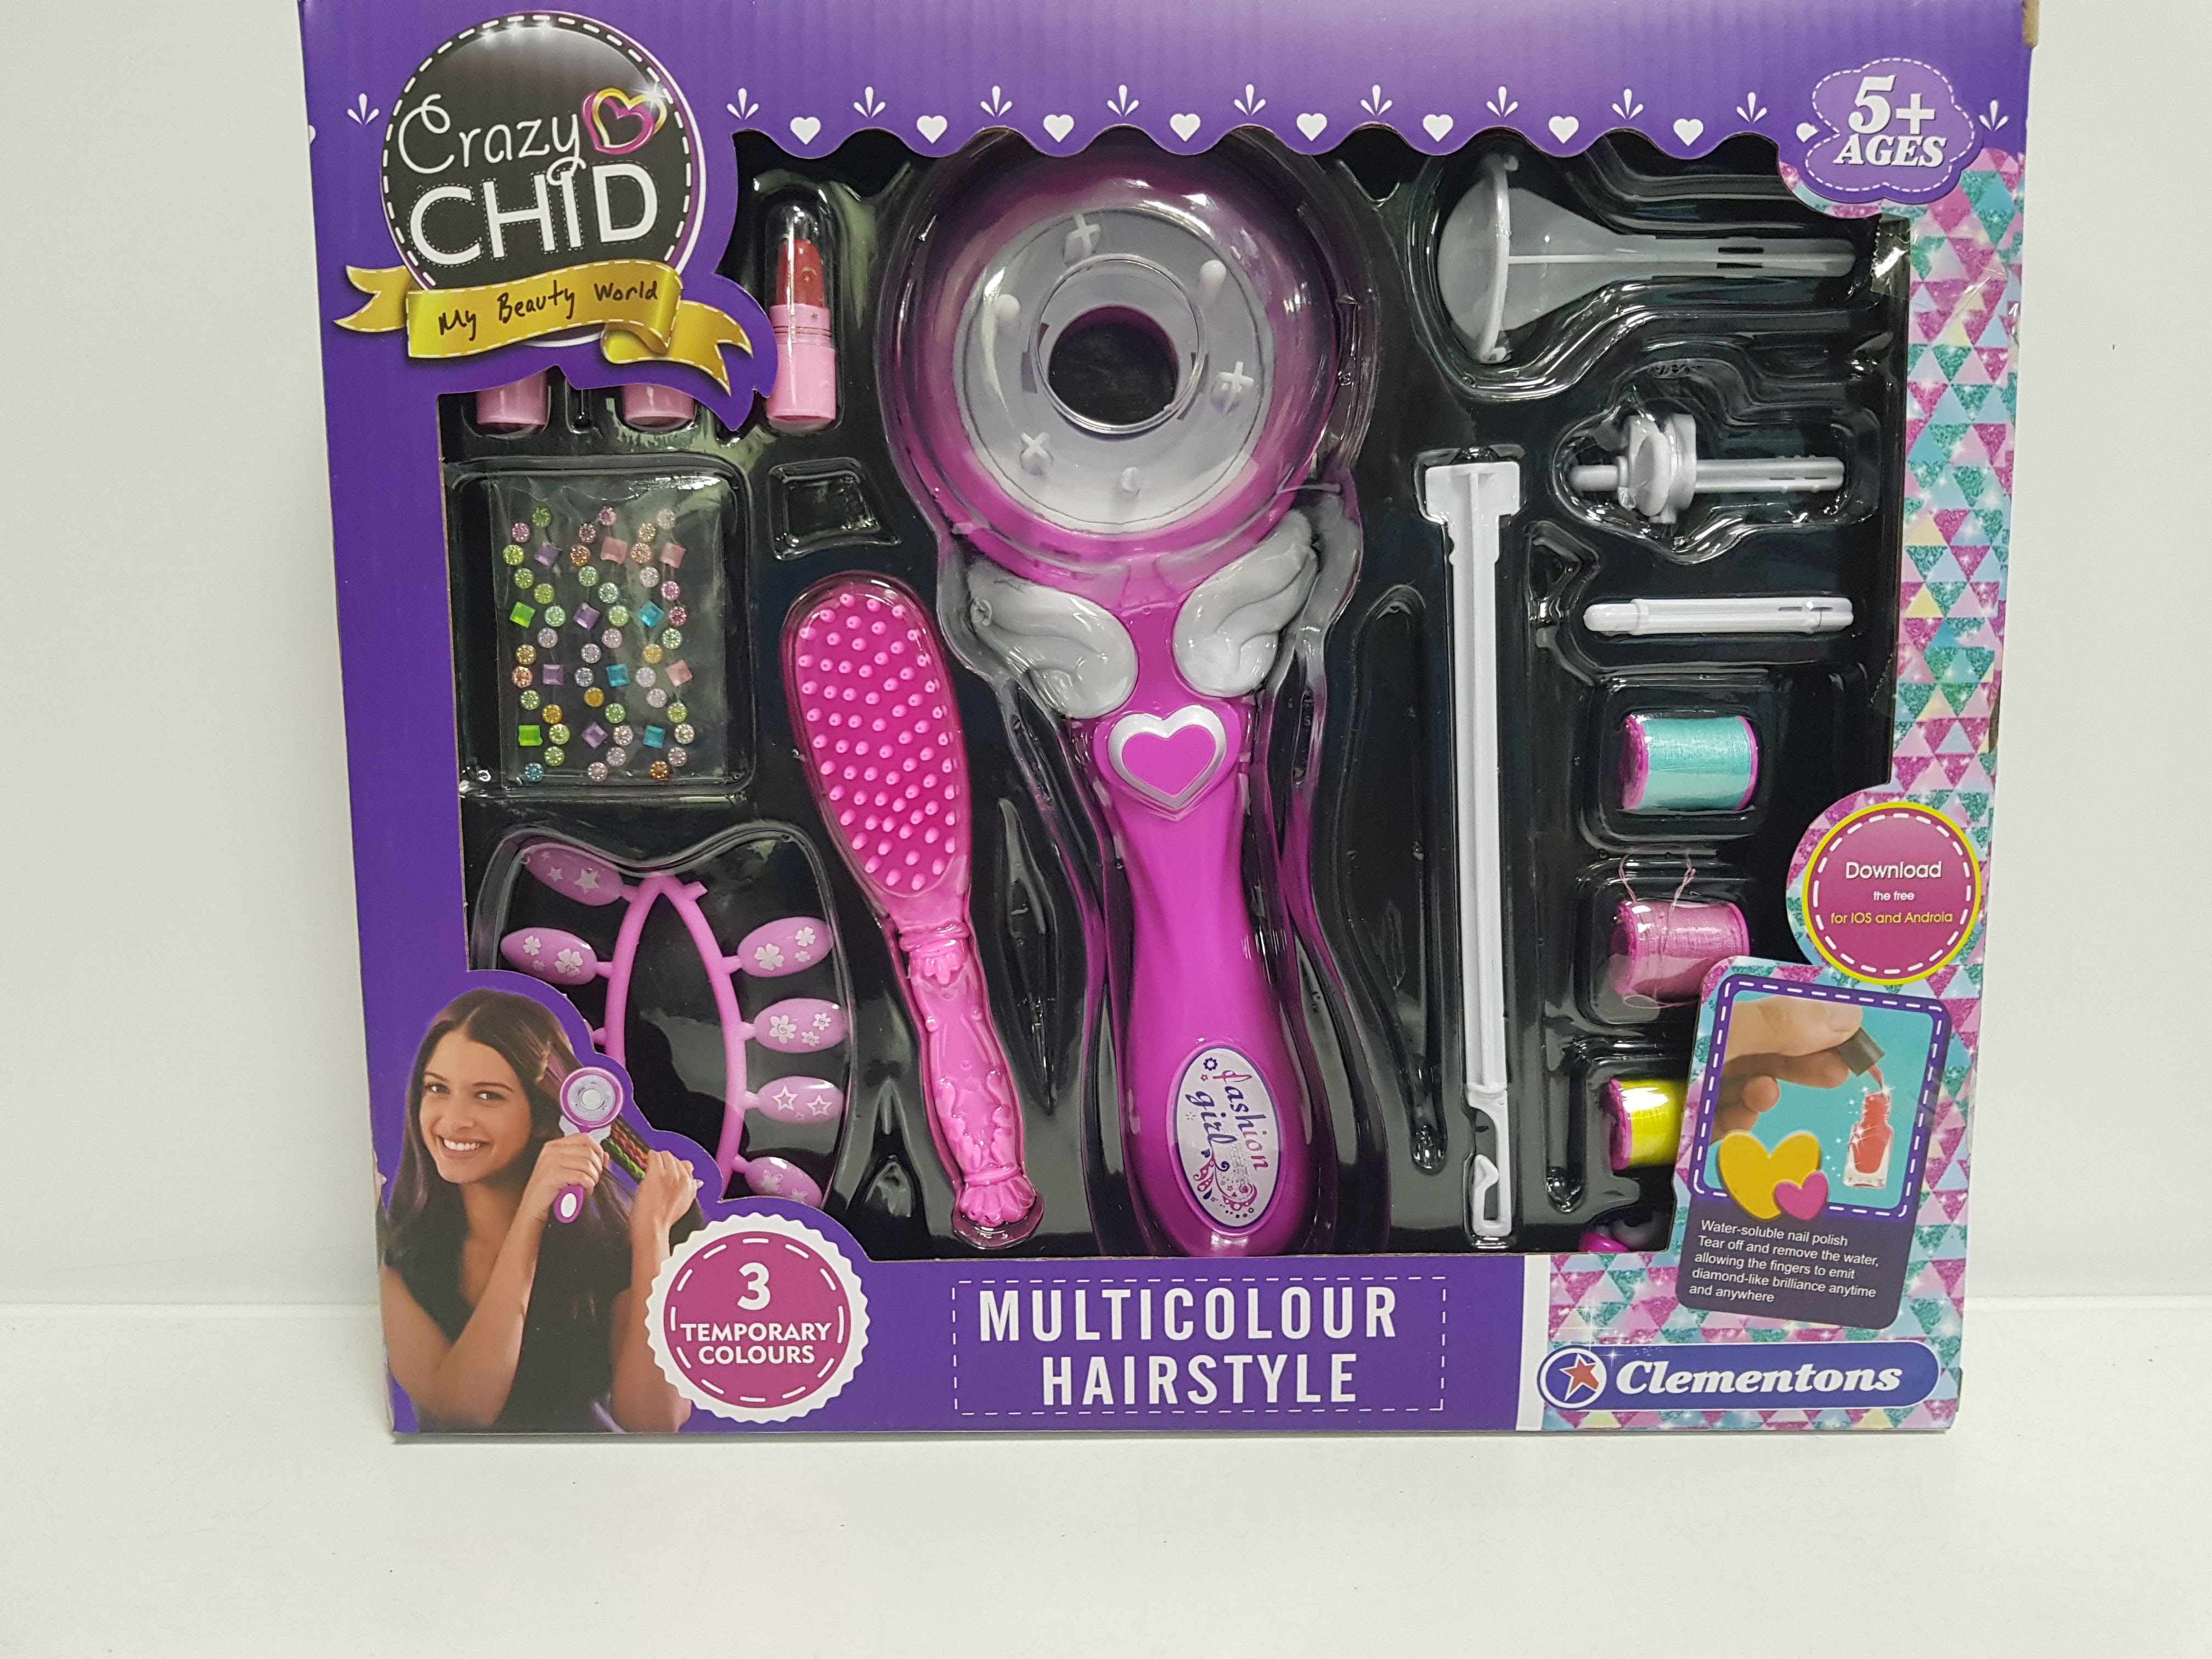 Crazy
CHID
My Beauty World
5+
AGES
fashion
girl
Download
the free
for IOS and Androia
Water-soluble nail polish
Tear off and remove the water,
allowing the fingers to emit
diamond-like brilliance anytime
and anywhere
3
TEMPORARY
COLOURS
MULTICOLOUR
HAIRSTYLE
Clementons